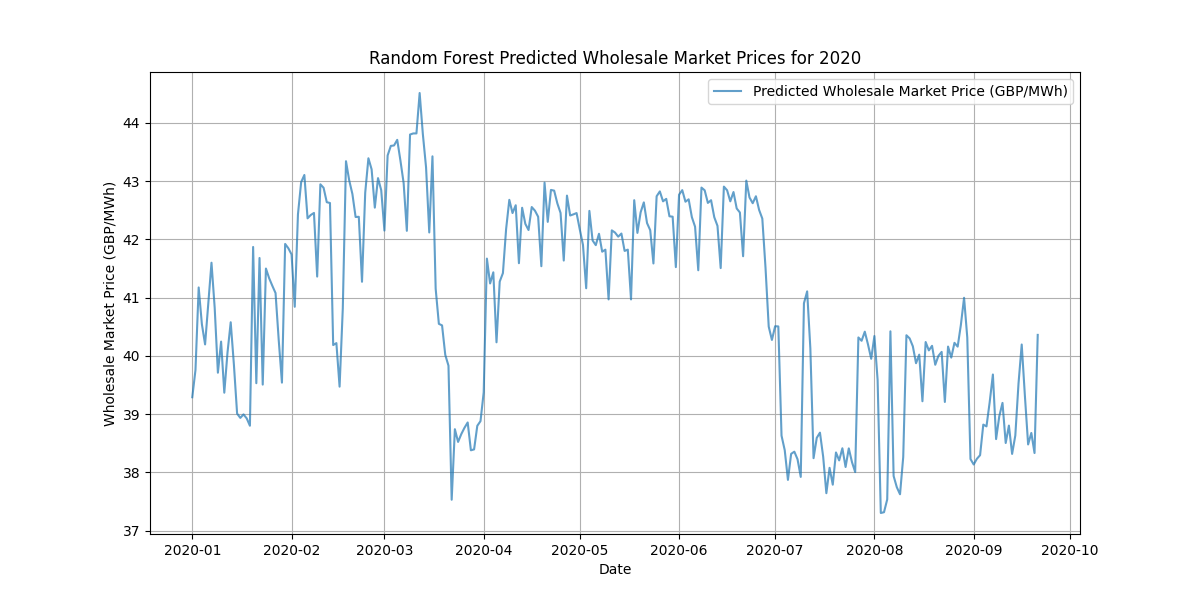 Random Forest Predicted Wholesale Market Prices for 2020
Predicted Wholesale Market Price (GBP/MWh)
Wholesale Market Price (GBP/MWh)
44
43
42
41
40
39
38
37
2020-01 2020-02 2020-03 2020-04 2020-05 2020-06 2020-07 2020-08 2020-09 2020-10
Date